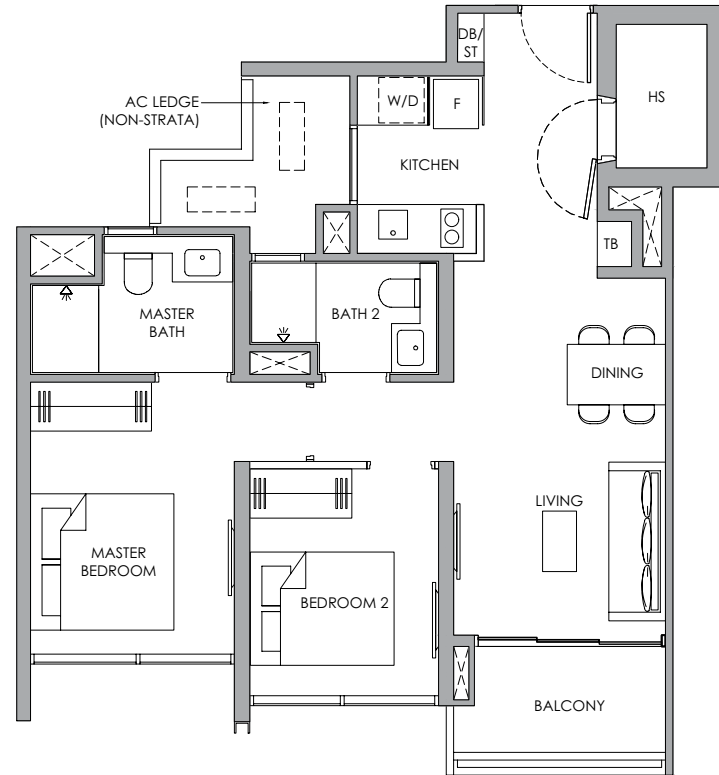 DB/
ST
AC LEDGE
(NON-STRATA)
W/D
F
HS
KITCHEN
TB
MASTER
BATH
BATH 2
DINING
LIVING
MASTER
BEDROOM
BEDROOM 2
BALCONY